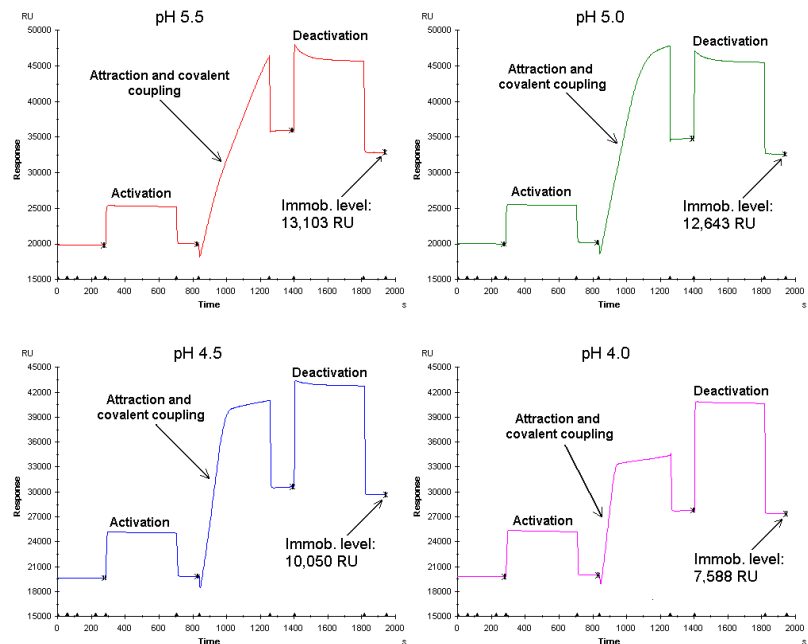 pH 5.5
RU
50000
45000
40000
35000
30000
25000
20000
15000
Response
Deactivation
Attraction and covalent
coupling
Activation
Immob. level:
13,103 RU
0 200 400 600 800 1000 1200 1400 1600 1800 2000
Time
s
pH 5.0
RU
50000
45000
40000
35000
30000
25000
20000
15000
Response
Deactivation
Attraction and
covalent coupling
Activation
Immob. level:
12,643 RU
0 200 400 600 800 1000 1200 1400 1600 1800 2000
Time
s
pH 4.5
RU
45000
42000
39000
36000
33000
30000
27000
24000
21000
18000
15000
Response
Deactivation
Attraction and
covalent coupling
Activation
Immob. level:
10,050 RU
0 200 400 600 800 1000 1200 1400 1600 1800 2000
Time
s
pH 4.0
RU
45000
42000
39000
36000
33000
30000
27000
24000
21000
18000
15000
Response
Deactivation
Attraction and
covalent coupling
Activation
Immob. level:
7,588 RU
0 200 400 600 800 1000 1200 1400 1600 1800 2000
Time
s